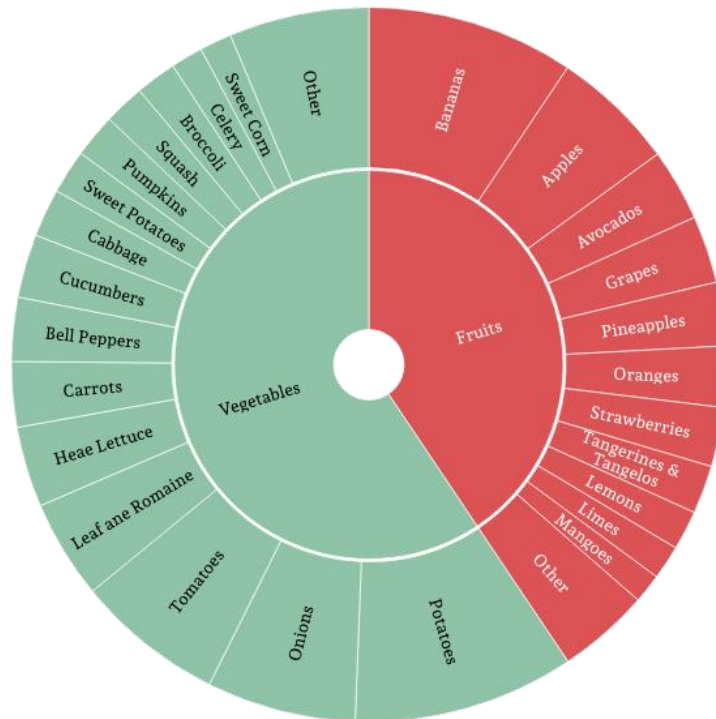 Fruits
Bananas
Apples
Avocados
Grapes
Pineapples
Oranges
Strawberries
Tangerines &
Tangelos
Lemons
Limes
Mangoes
Other
Vegetables
Potatoes
Onions
Tomatoes
Leaf ane Romaine
Heae Lettuce
Carrots
Bell Peppers
Cucumbers
Cabbage
Sweet Potatoes
Pumpkins
Squash
Broccoli
Celery
Sweet Corn
Other